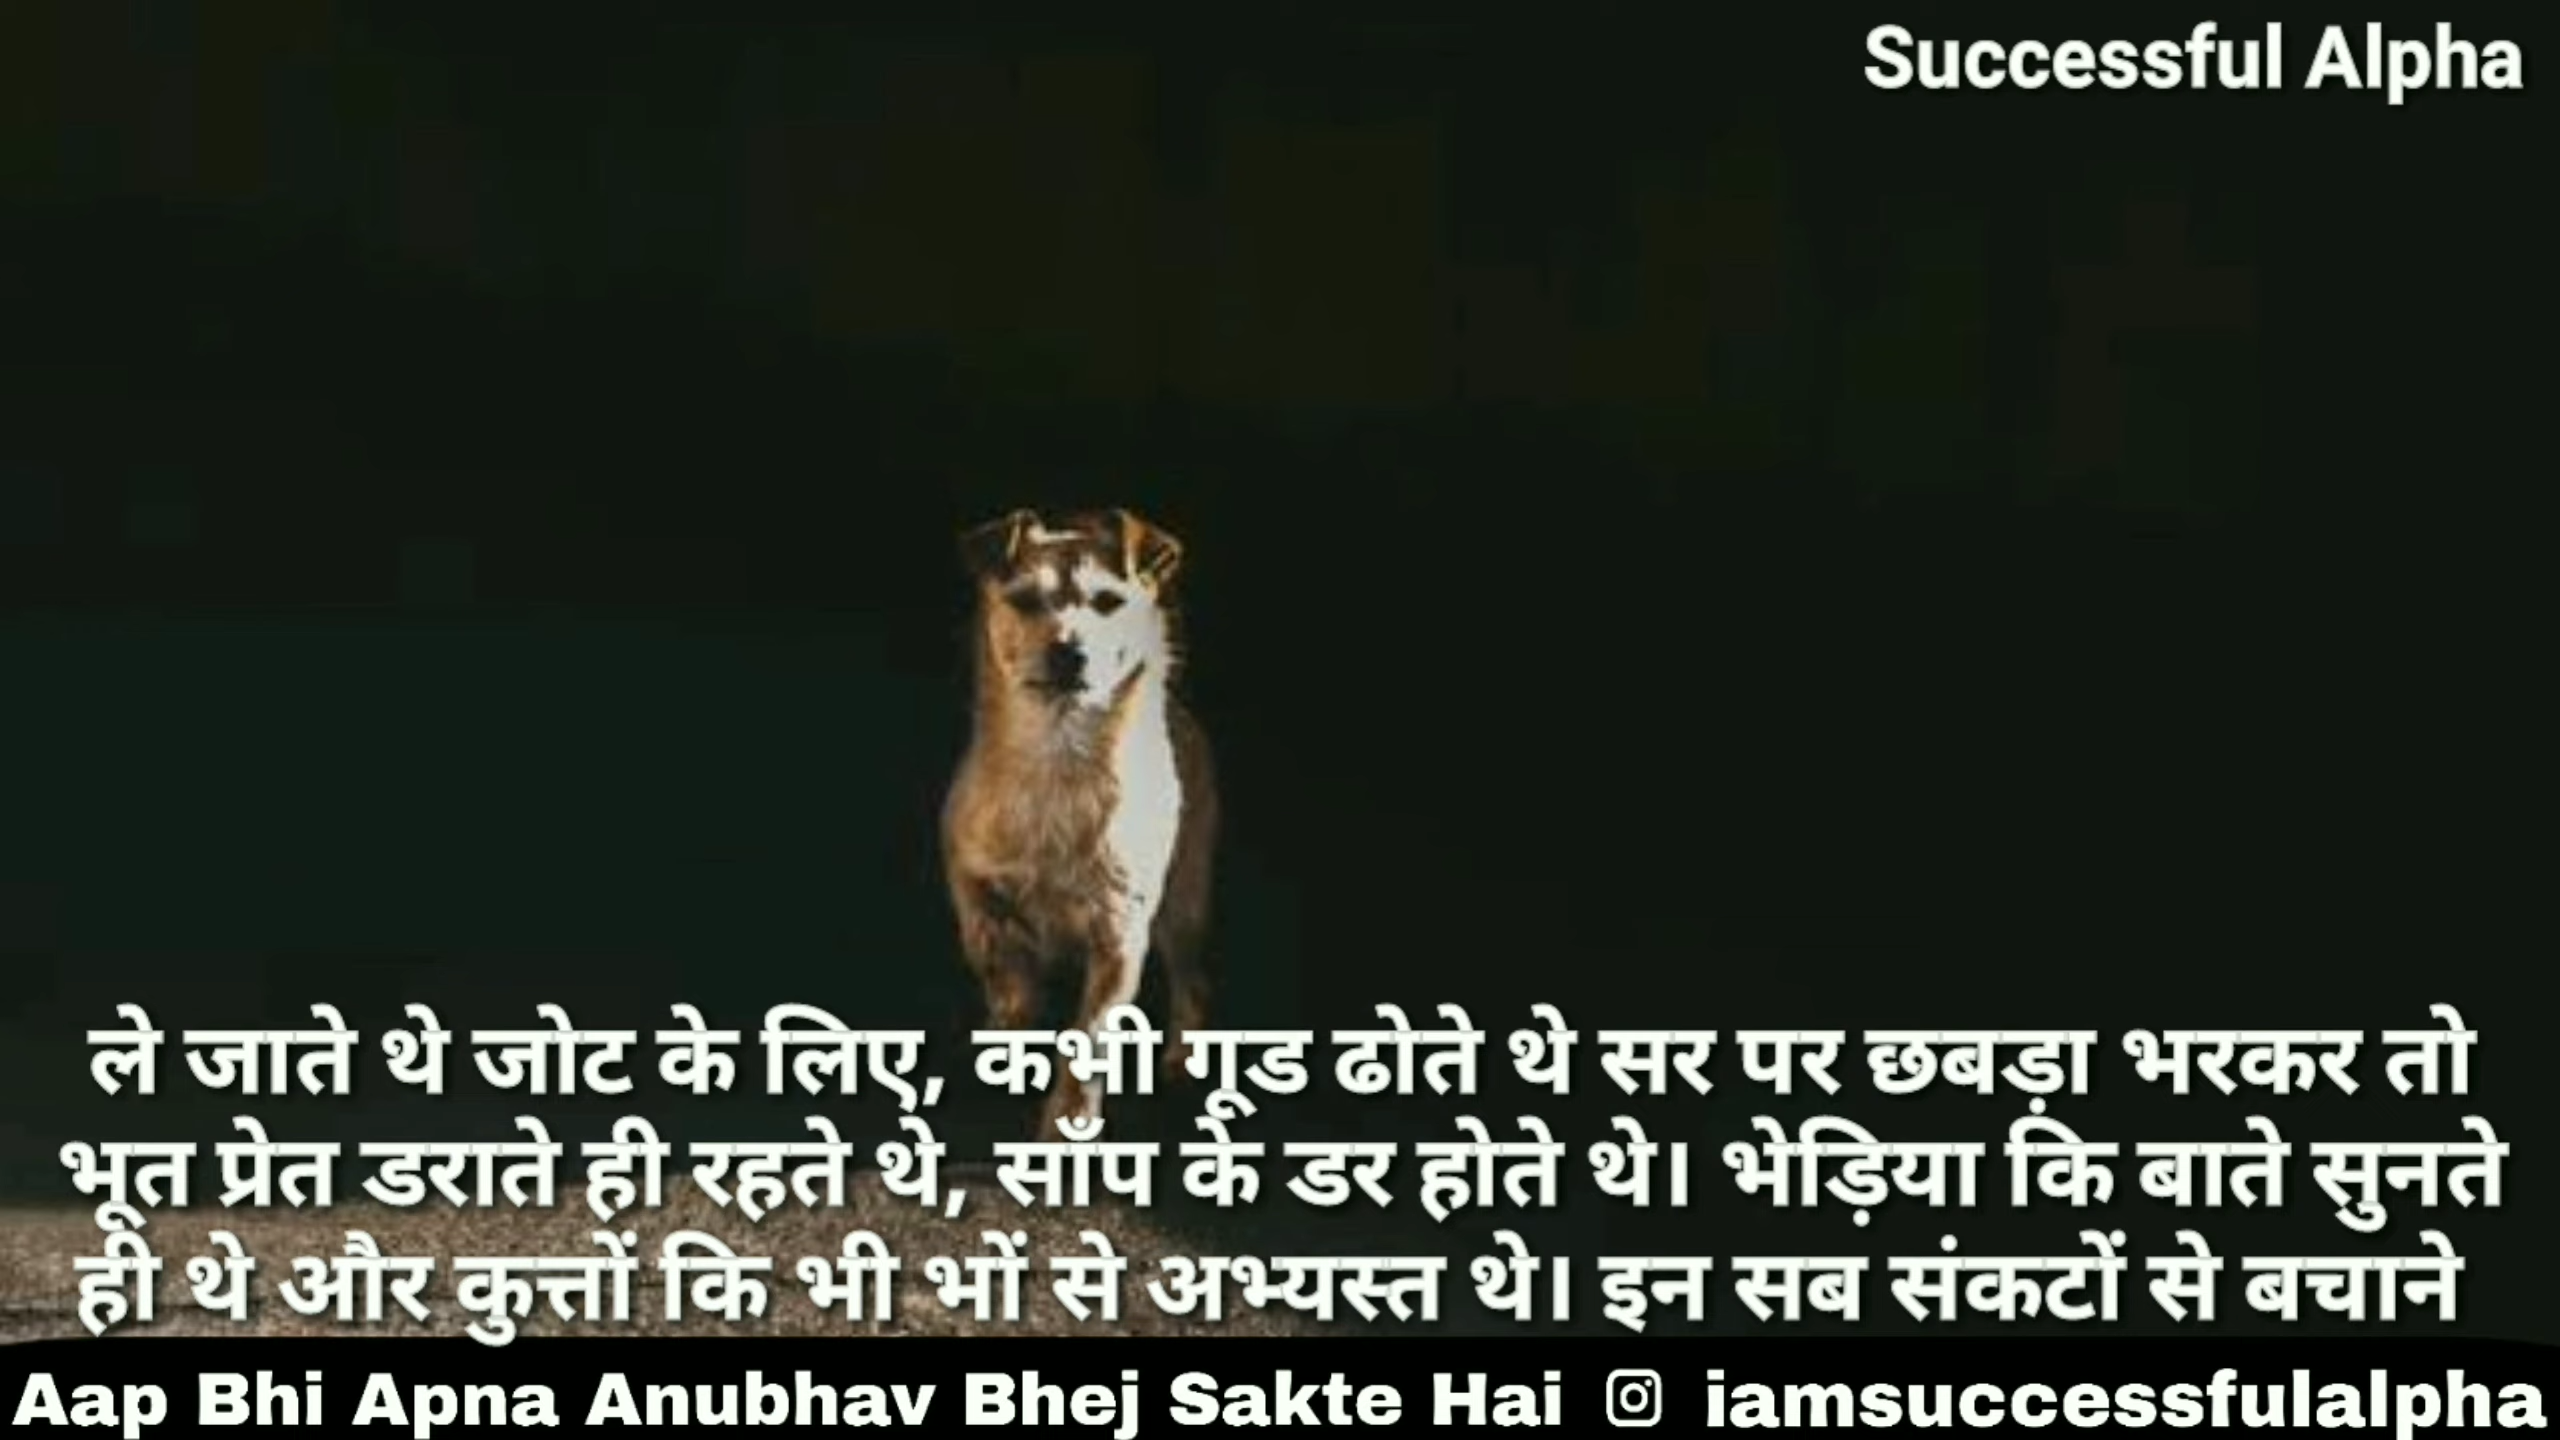 Successful Alpha
ले जाते थे जोट के लिए, कभी गूड ढोते थे सर पर छबड़ा भरकर तो
भूत प्रेत डराते ही रहते थे, साँप के डर होते थे। भेड़िया कि बाते सुनते
ही थे और कुत्तों कि भी भों से अभ्यस्त थे। इन सब संकटों से बचाने
Aap Bhi Apna Anubhav Bhej Sakte Hai iamsuccessfulalpha